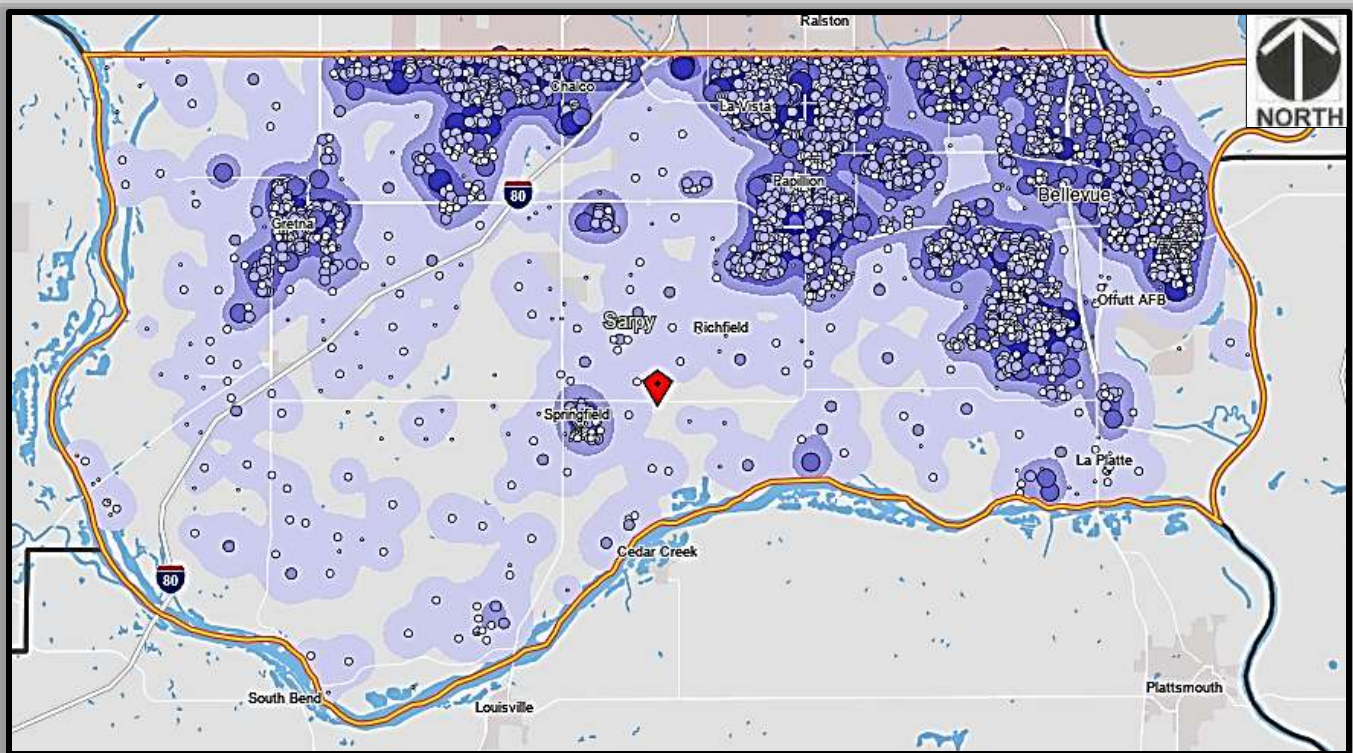 Ralston
NORTH
Chalco
La Vista
80
Papillion
Bellevue
Gretna
Offutt AFB
Sarpy
Richfield
Springfield
La Platte
Cedar Creek
80
Plattsmouth
South Bend
Louisville